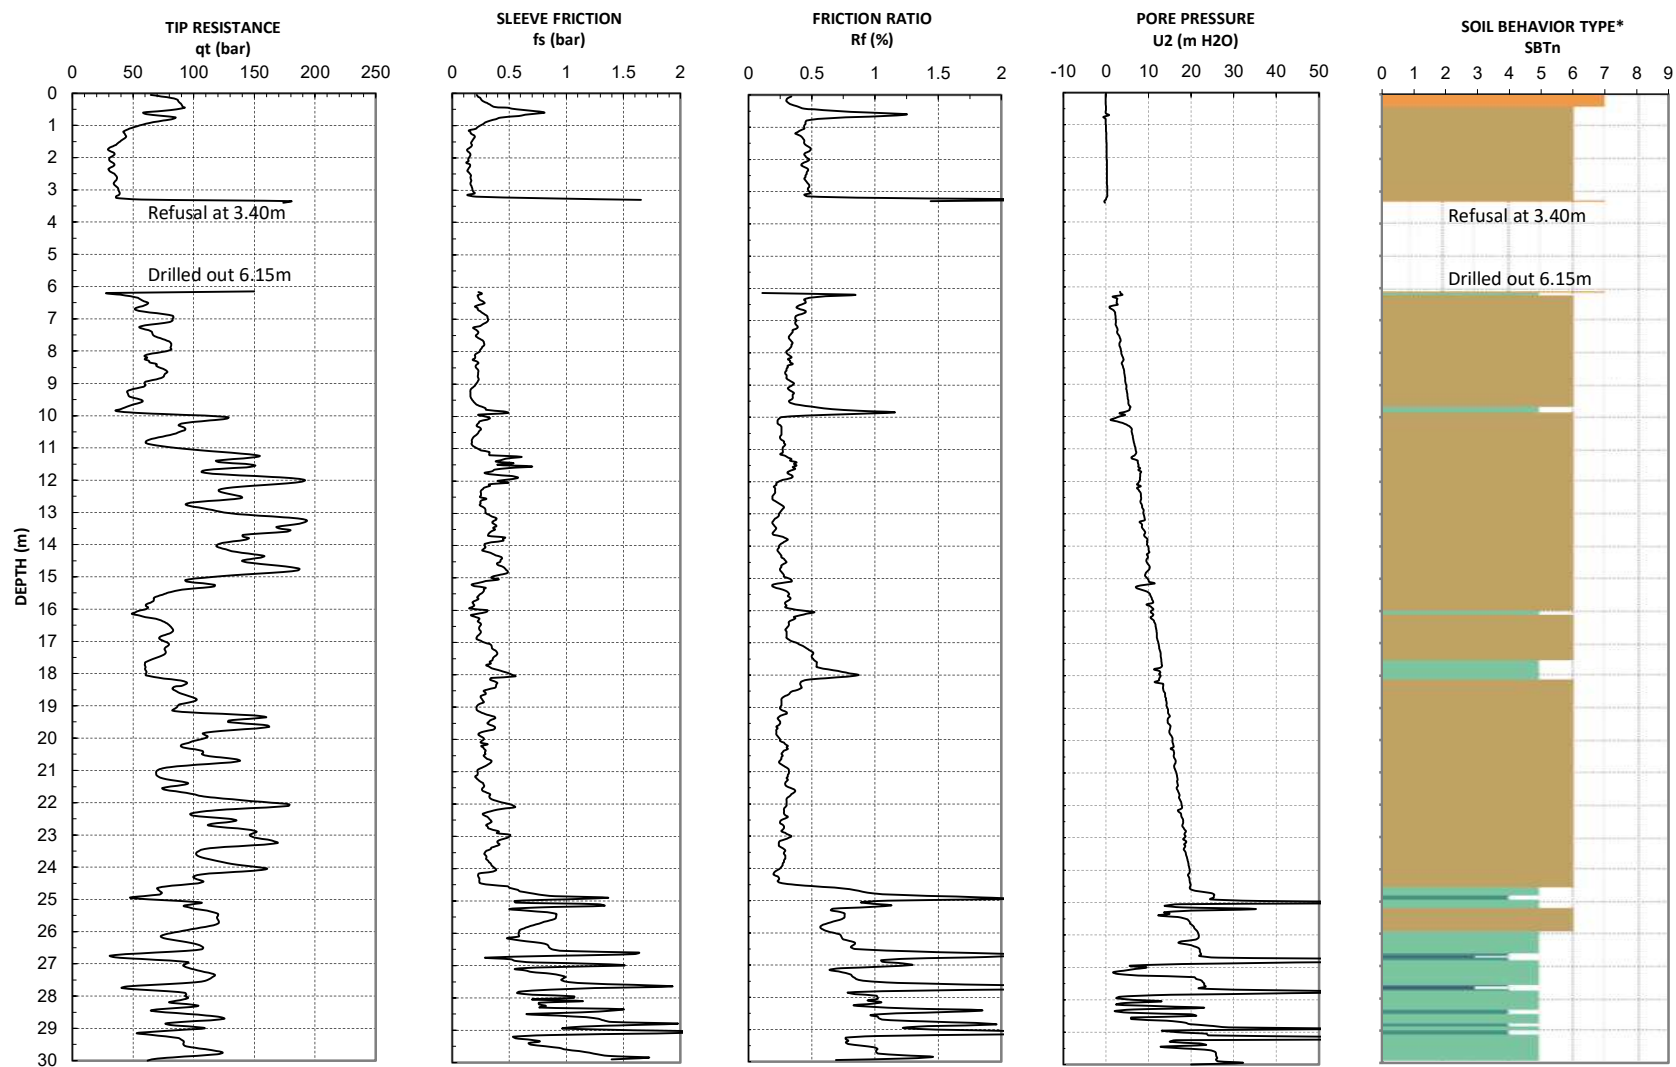 TIP RESISTANCE
qt (bar)
0 50 100 150 200 250
SLEEVE FRICTION
fs (bar)
0 0.5 1 1.5 2
FRICTION RATIO
Rf (%)
0 0.5 1 1.5 2
PORE PRESSURE
U2 (m H2O)
-10 0 10 20 30 40 50
SOIL BEHAVIOR TYPE*
SBTn
0 1 2 3 4 5 6 7 8 9
DEPTH (m)
0
1
2
3
4
5
6
7
8
9
10
11
12
13
14
15
16
17
18
19
20
21
22
23
24
25
26
27
28
29
30
Refusal at 3.40m
Drilled out 6.15m
Refusal at 3.40m
Drilled out 6.15m